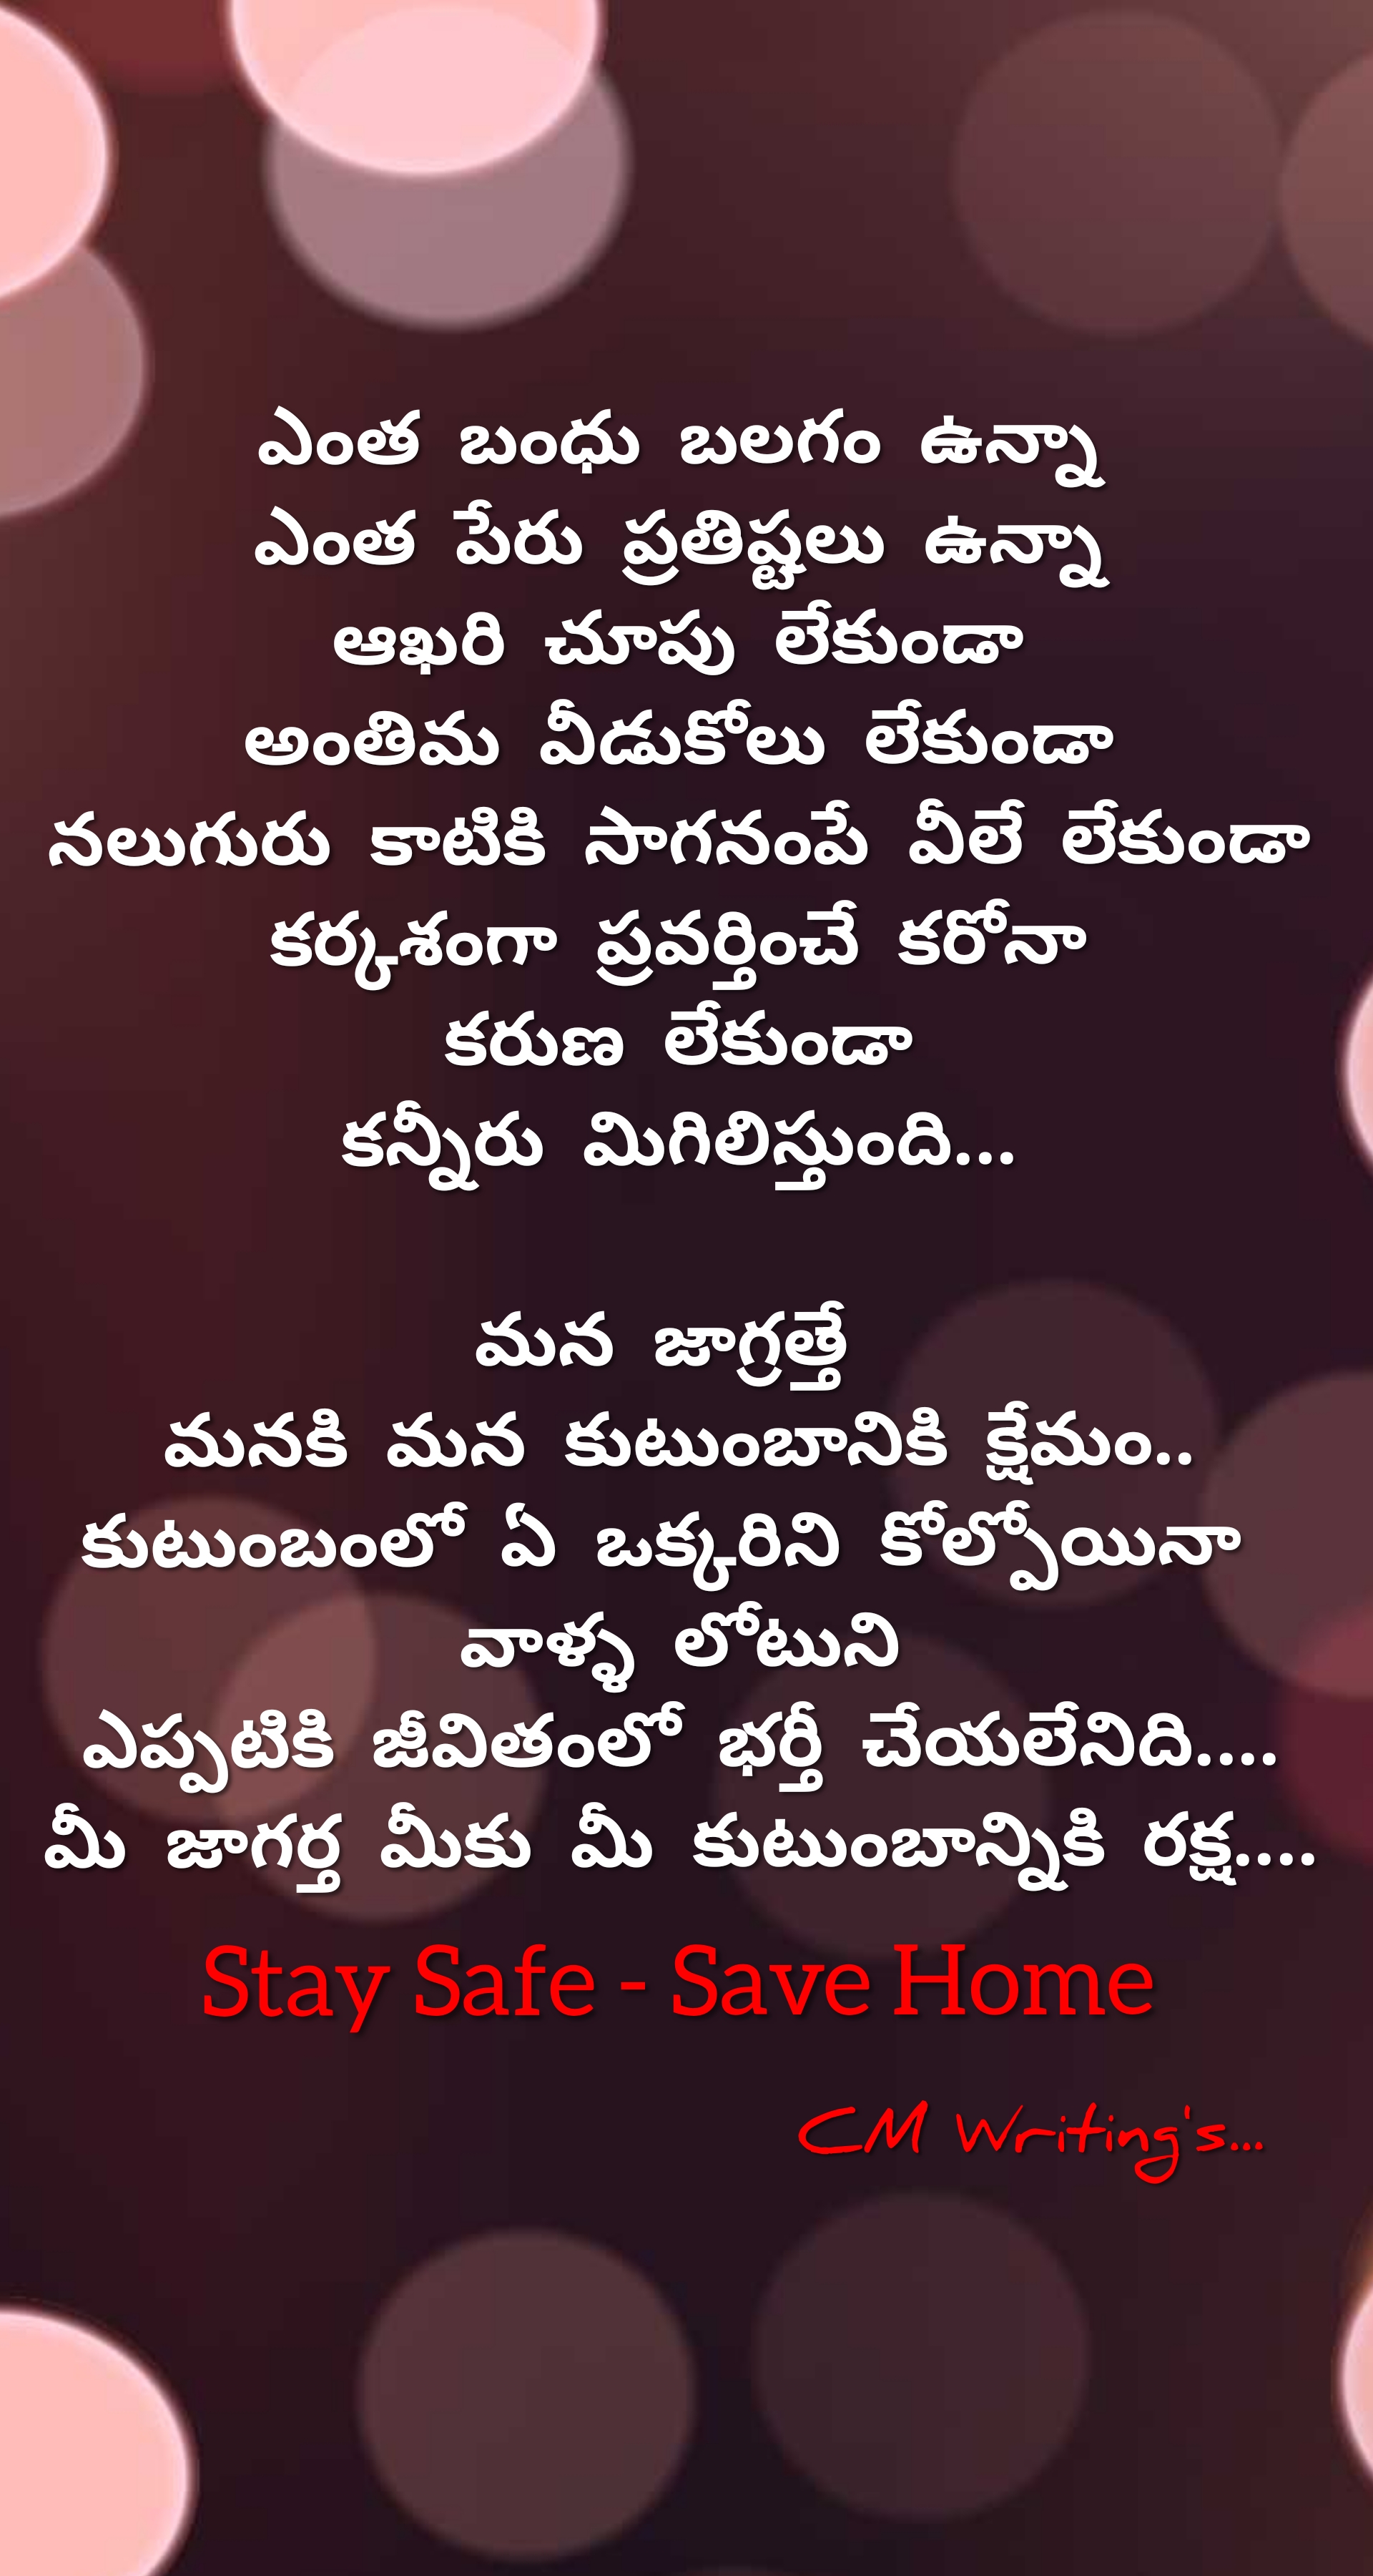 ఎంత బంధు బలగం ఉన్నా
ఎంత పేరు ప్రతిష్టలు ఉన్నా
ఆఖరి చూపు లేకుండా
అంతిమ వీడుకోలు లేకుండా
నలుగురు కాటికి సాగనంపే వీలే లేకుండా
కర్కశంగా ప్రవర్తించే కరోనా
కరుణ లేకుండా
కన్నీరు మిగిలిస్తుంది...
మన జాగ్రత్తే
మనకి మన కుటుంబానికి క్షేమం..
కుటుంబంలో ఏ ఒక్కరిని కోల్పోయినా
వాళ్ళ లోటుని
ఎప్పటికి జీవితంలో భర్తీ చేయలేనిది....
మీ జాగర్త మీకు మీ కుటుంబాన్నికి రక్ష....
Stay Safe - Save Home
CM Writing's...